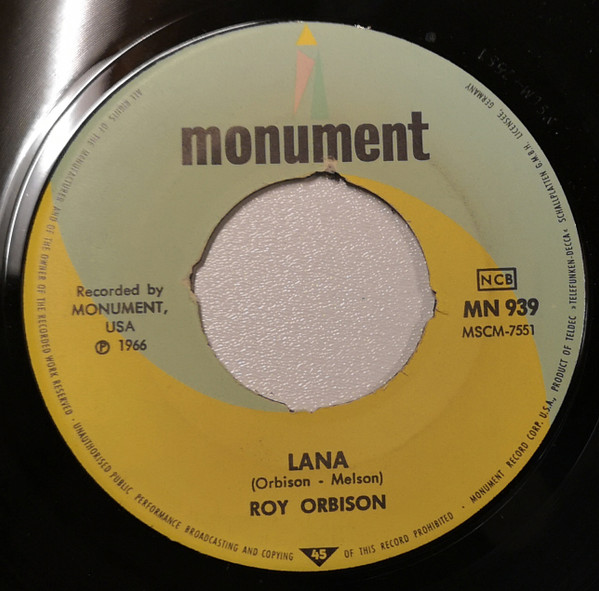 monument
Recorded by
MONUMENT,
USA
Ⓟ 1966
NCB
MN 939
MSCM-7551
LANA
(Orbison - Melson)
ROY ORBISON
ALL RIGHTS OF THE MANUFACTURER AND OF THE OWNER OF THE RECORDED WORK RESERVED · UNAUTHORISED PUBLIC PERFORMANCE BROADCASTING AND COPYING 45 OF THIS RECORD PROHIBITED · MONUMENT RECORD CORP. U.S.A., PRODUCT OF TELDEC »TELEFUNKEN-DECCA« SCHALLPLATTEN G.M.B.H. LICENSEE, GERMANY